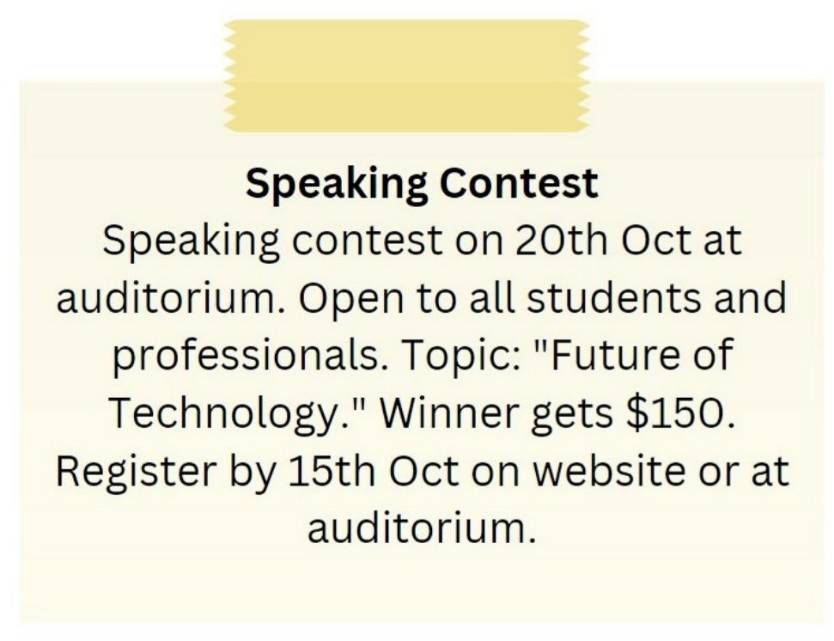 Speaking Contest
Speaking contest on 20th Oct at
auditorium. Open to all students and
professionals. Topic: "Future of
Technology." Winner gets $150.
Register by 15th Oct on website or at
auditorium.